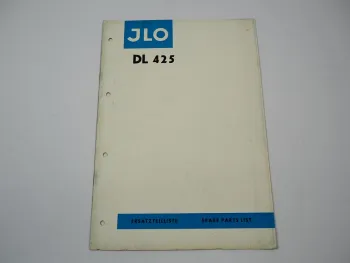 JLO
DL 425
ERSATZTEILLISTE SPARE PARTS LIST